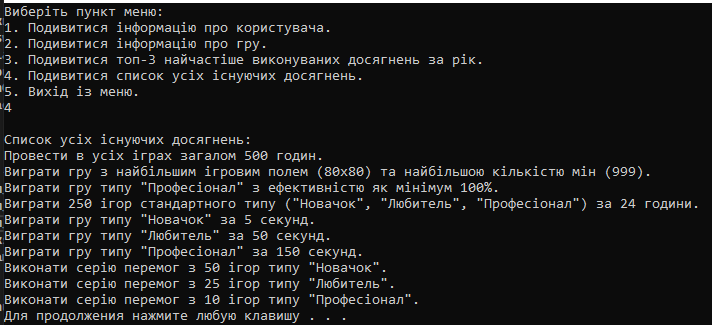 Виберіть пункт меню:
1. Подивитися інформацію про користувача.
2. Подивитися інформацію про гру.
3. Подивитися топ-3 найчастіше виконуваних досягнень за рік.
4. Подивитися список усіх існуючих досягнень.
5. Вихід із меню.
4
Список усіх існуючих досягнень:
Провести в усіх іграх загалом 500 годин.
Виграти гру з найбільшим ігровим полем (80x80) та найбільшою кількістю мін (999).
Виграти гру типу "Професіонал" з ефективністю як мінімум 100%.
Виграти 250 ігор стандартного типу ("Новачок", "Любитель", "Професіонал") за 24 години.
Виграти гру типу "Новачок" за 5 секунд.
Виграти гру типу "Любитель" за 50 секунд.
Виграти гру типу "Професіонал" за 150 секунд.
Виконати серію перемог з 50 ігор типу "Новачок".
Виконати серію перемог з 25 ігор типу "Любитель".
Виконати серію перемог з 10 ігор типу "Професіонал".
Для продолжения нажмите любую клавишу . . .